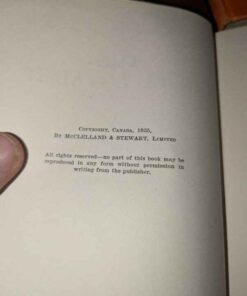 Copyright, Canada, 1935,
By McClelland & Stewart, Limited
All rights reserved—no part of this book may be
reproduced in any form without permission in
writing from the publisher.